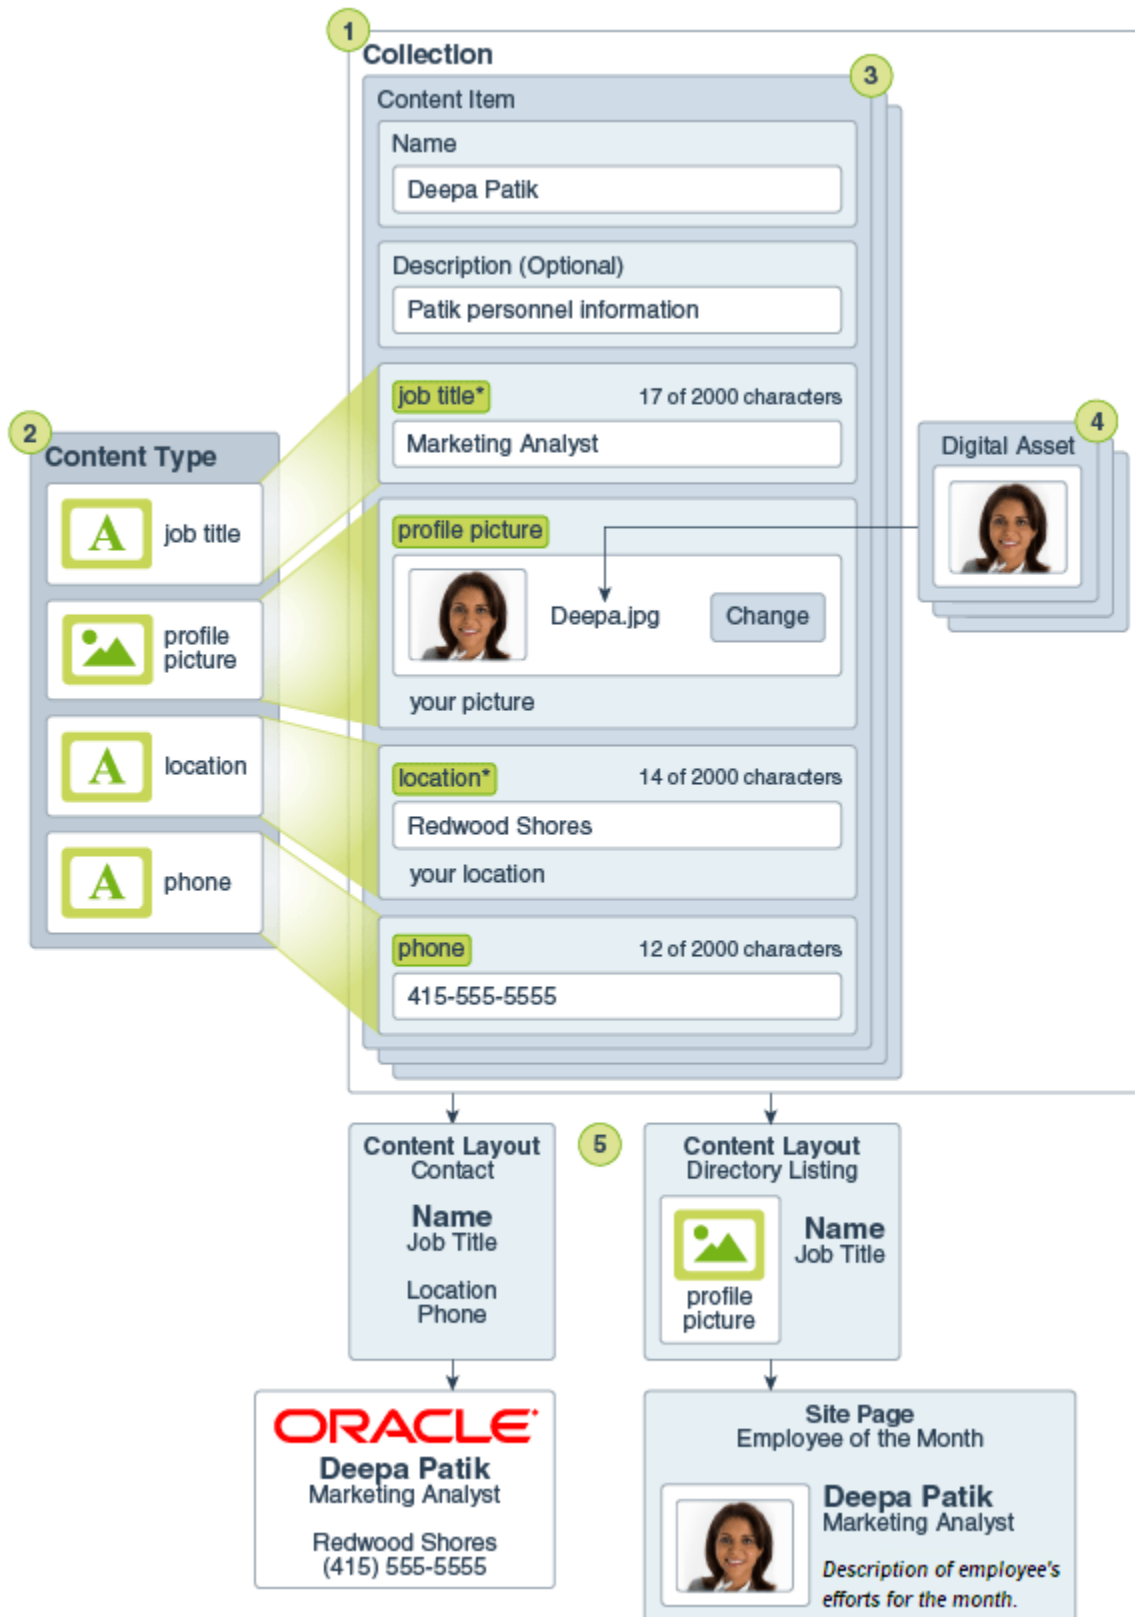 1
Collection
3
Content Item
Name
Deepa Patik
Description (Optional)
Patik personnel information
job title* 17 of 2000 characters
Marketing Analyst
2
Content Type
job title
profile
picture
location
phone
A
A
A
profile picture
Deepa.jpg Change
your picture
4
Digital Asset
location* 14 of 2000 characters
Redwood Shores
your location
phone 12 of 2000 characters
415-555-5555
5
Content Layout
Contact
Name
Job Title
Location
Phone
Content Layout
Directory Listing
profile
picture
Name
Job Title
ORACLE
Deepa Patik
Marketing Analyst
Redwood Shores
(415) 555-5555
Site Page
Employee of the Month
Deepa Patik
Marketing Analyst
Description of employee's
efforts for the month.